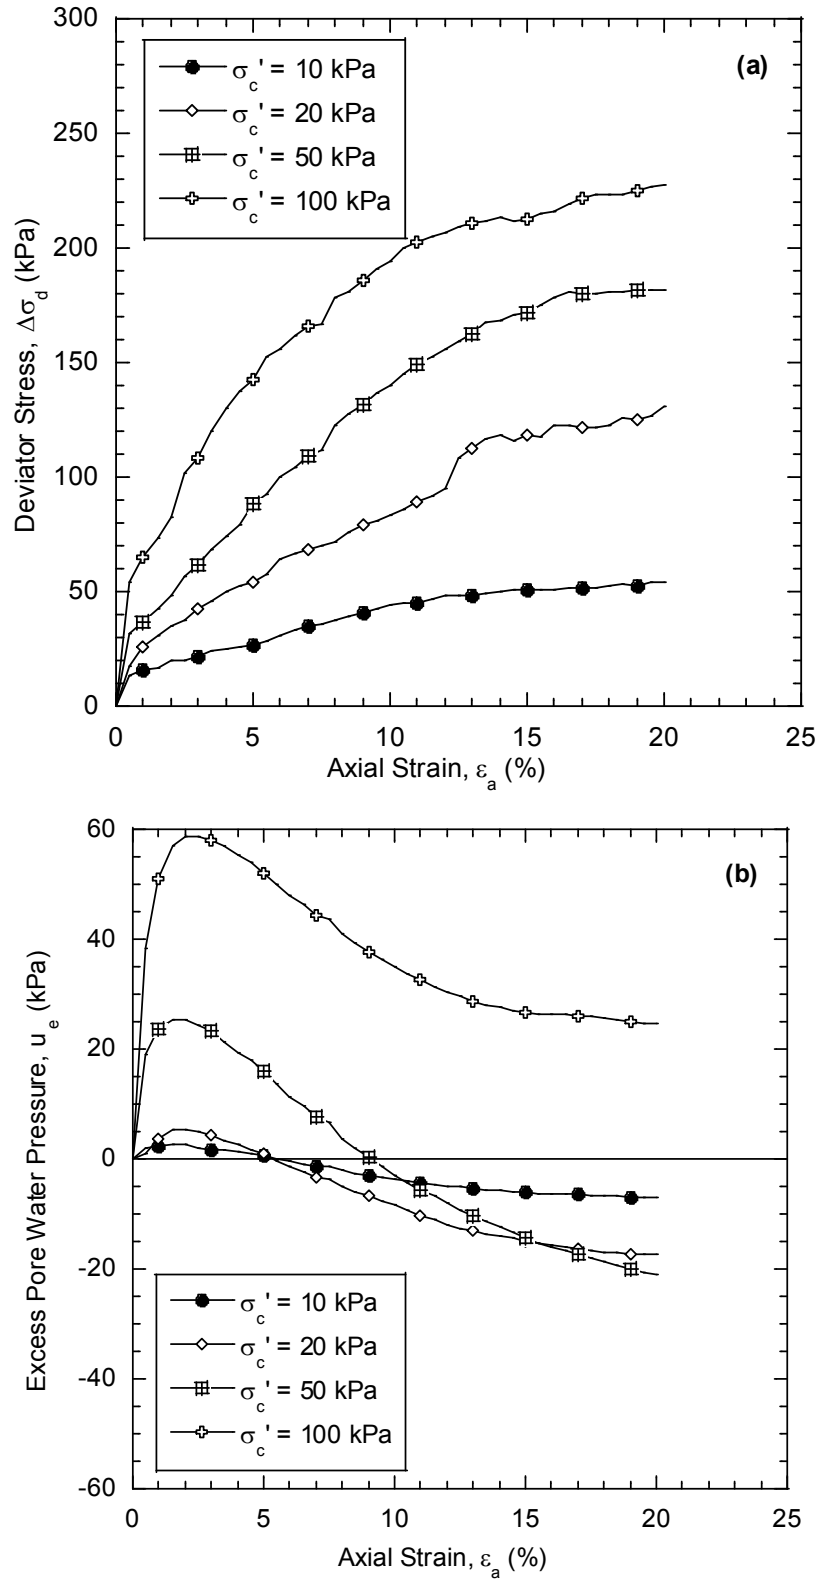 300
250
200
150
100
50
0
Deviator Stress, Δσd (kPa)
(a)
σc' = 10 kPa
σc' = 20 kPa
σc' = 50 kPa
σc' = 100 kPa
0 5 10 15 20 25
Axial Strain, εa (%)
60
40
20
0
-20
-40
-60
Excess Pore Water Pressure, ue (kPa)
(b)
σc' = 10 kPa
σc' = 20 kPa
σc' = 50 kPa
σc' = 100 kPa
0 5 10 15 20 25
Axial Strain, εa (%)